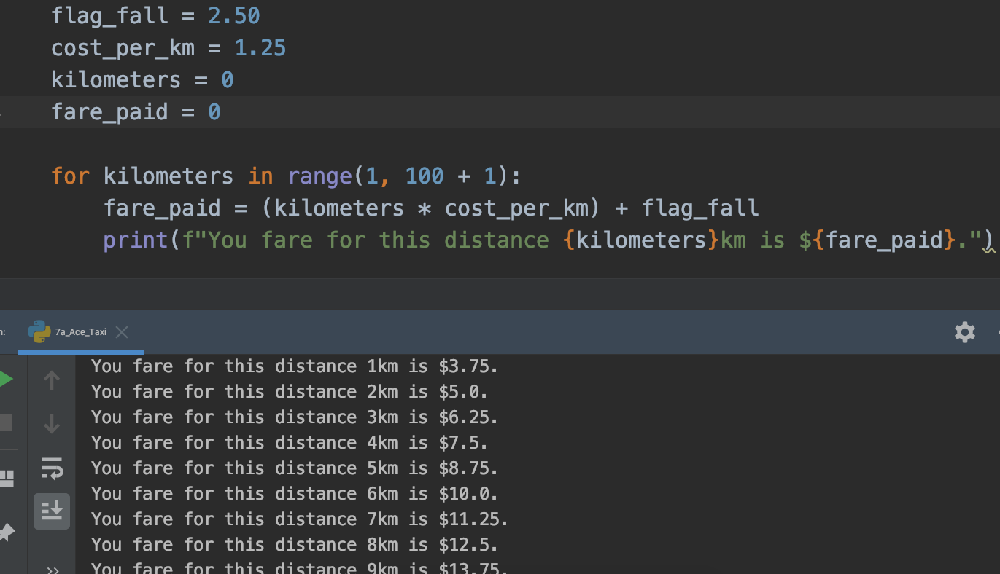 flag_fall = 2.50
cost_per_km = 1.25
kilometers = 0
fare_paid = 0
for kilometers in range(1, 100 + 1):
    fare_paid = (kilometers * cost_per_km) + flag_fall
    print(f"You fare for this distance {kilometers}km is ${fare_paid}.")
n:
7a_Ace_Taxi
You fare for this distance 1km is $3.75.
You fare for this distance 2km is $5.0.
You fare for this distance 3km is $6.25.
You fare for this distance 4km is $7.5.
You fare for this distance 5km is $8.75.
You fare for this distance 6km is $10.0.
You fare for this distance 7km is $11.25.
You fare for this distance 8km is $12.5.
You fare for this distance 9km is $13.75.